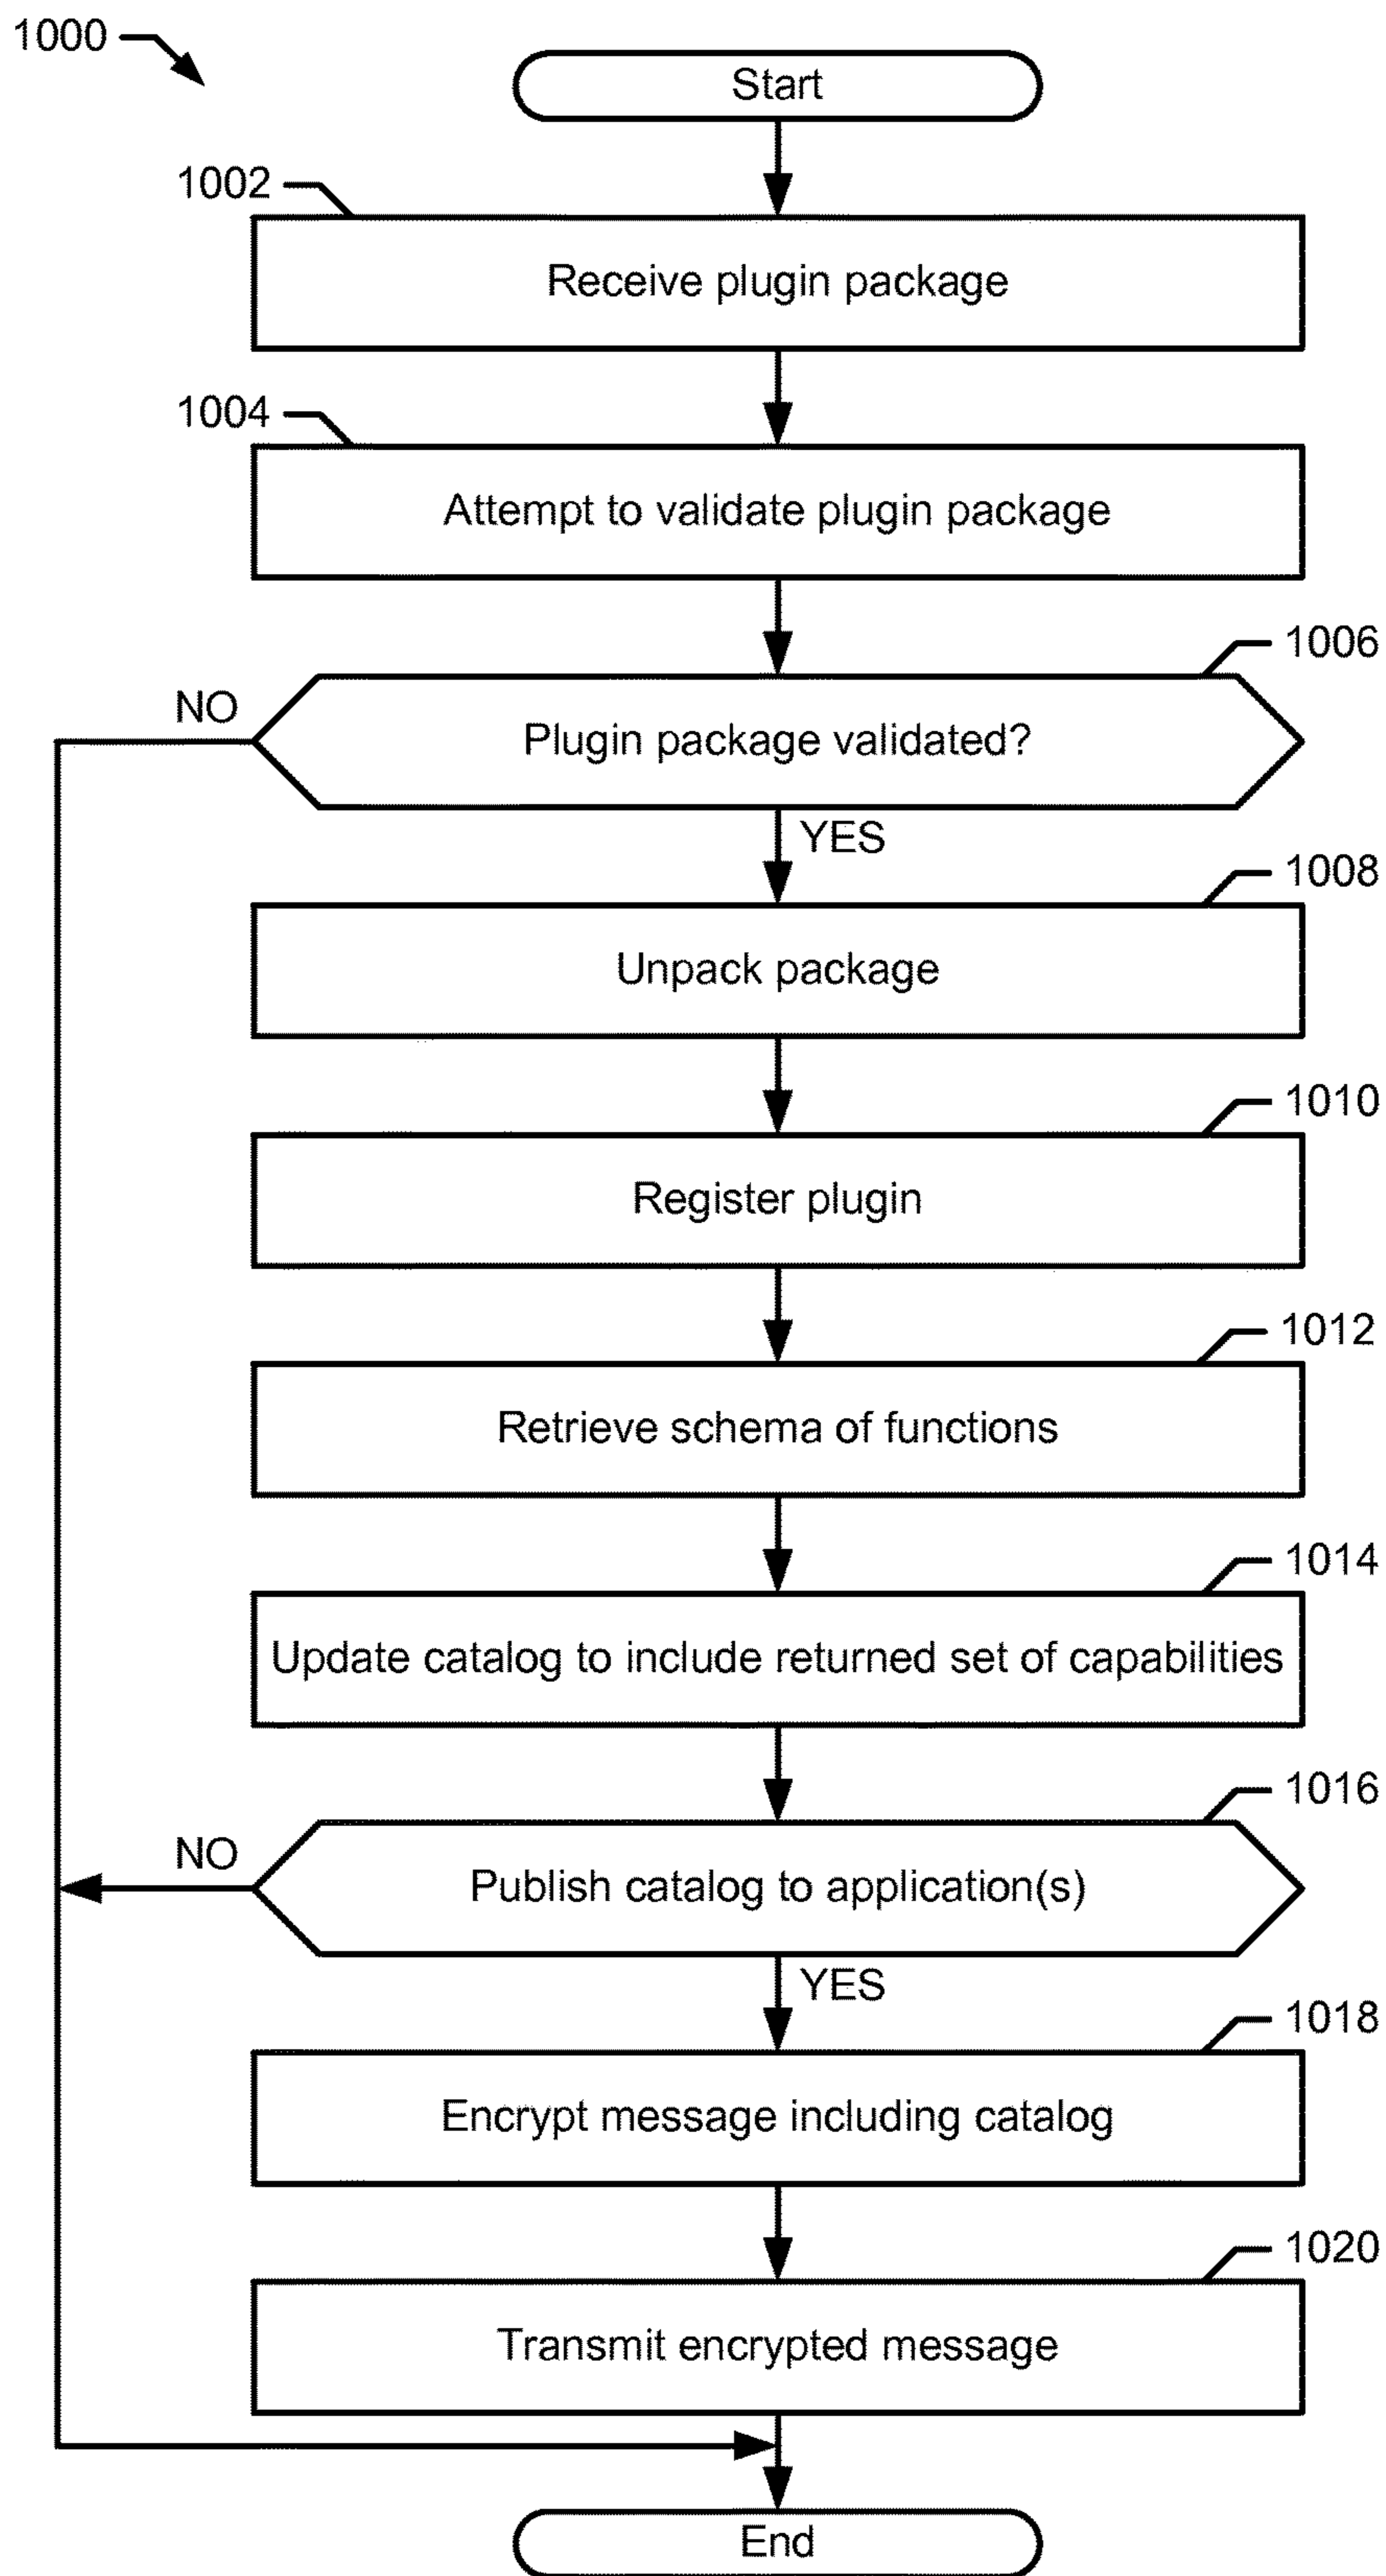 1000
Start
1002
Receive plugin package
1004
Attempt to validate plugin package
1006
NO
Plugin package validated?
YES
1008
Unpack package
1010
Register plugin
1012
Retrieve schema of functions
1014
Update catalog to include returned set of capabilities
1016
NO
Publish catalog to application(s)
YES
1018
Encrypt message including catalog
1020
Transmit encrypted message
End